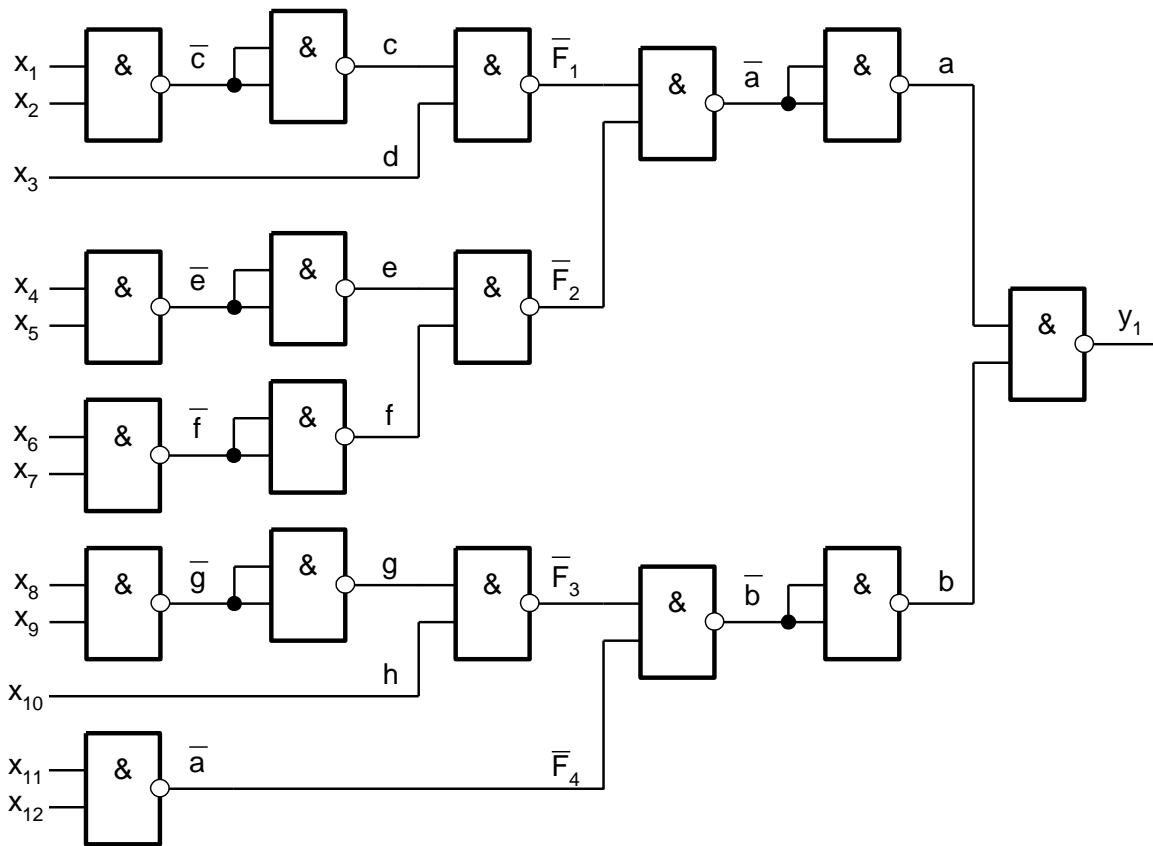 x₁ & c̅ & c & F̅₁ & a̅ & a
x₂
x₃ d
x₄ & e̅ & e & F̅₂
x₅
& y₁
x₆ & f̅ & f
x₇
x₈ & g̅ & g & F̅₃ & b̅ & b
x₉
x₁₀ h
x₁₁ & a̅ F̅₄
x₁₂